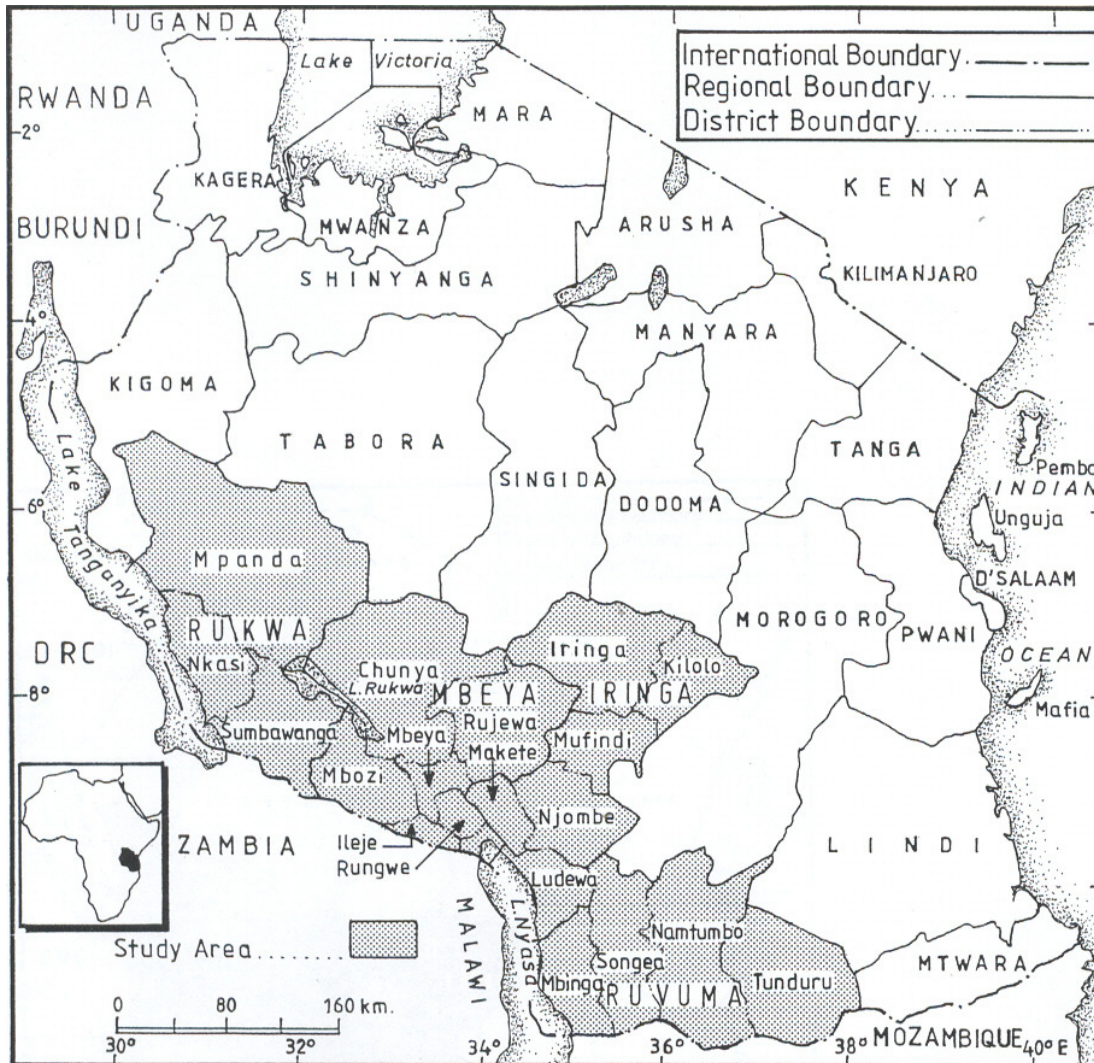 UGANDA
International Boundary
Regional Boundary
District Boundary
Lake Victoria
RWANDA
MARA
2°
KENYA
KAGERA
BURUNDI
MWANZA
ARUSHA
SHINYANGA
KILIMANJARO
4°
MANYARA
KIGOMA
TABORA
TANGA
Lake Tanganyika
SINGIDA
Pemba
DODOMA
INDIAN
6°
Unguja
Mpanda
D'SALAAM
MOROGORO
PWANI
RUKWA
DRC
Iringa
OCEAN
Nkasi
Chunya
Kilolo
L.Rukwa
MBEYA
IRINGA
8°
Mafia
Sumbawanga
Mbeya
Rujewa
Mufindi
Makete
Mbozi
Njombe
ZAMBIA
Ileje
Rungwe
LINDI
Ludewa
MALAWI
L.Nyasa
Namtumbo
Study Area
Songea
MTWARA
Mbinga
RUVUMA
Tunduru
0 80 160 km.
MOZAMBIQUE
30° 32° 34° 36° 38° 40° E